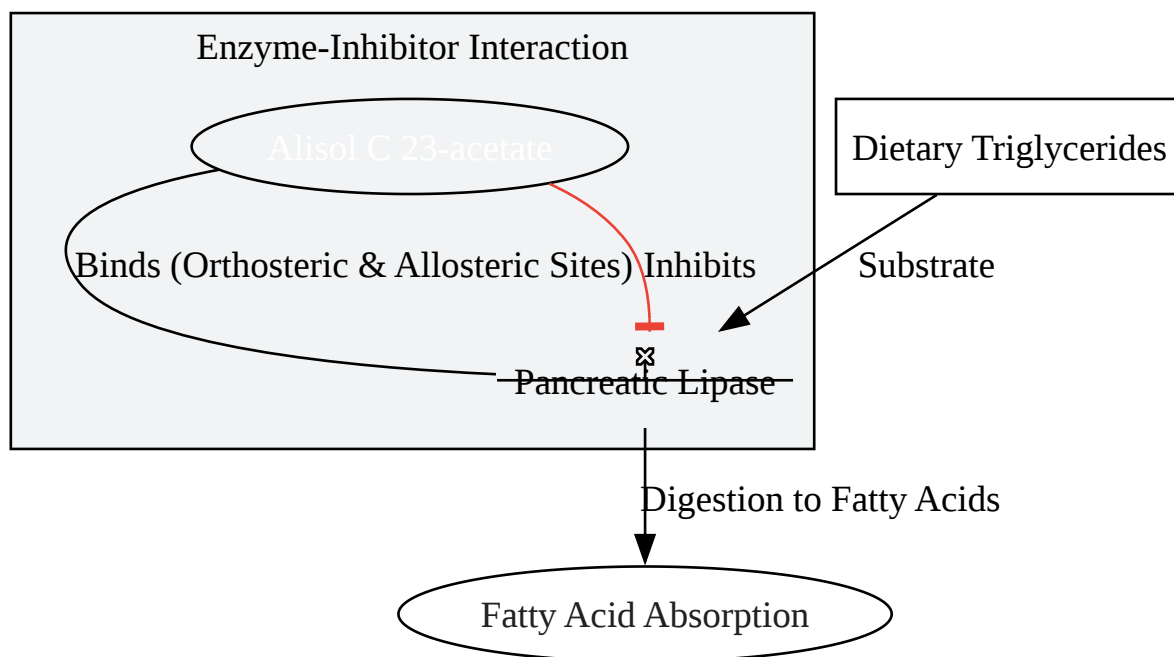 Enzyme-Inhibitor Interaction
Alisol C 23-acetate
Dietary Triglycerides
Binds (Orthosteric & Allosteric Sites)
Inhibits
Substrate
Pancreatic Lipase
Digestion to Fatty Acids
Fatty Acid Absorption